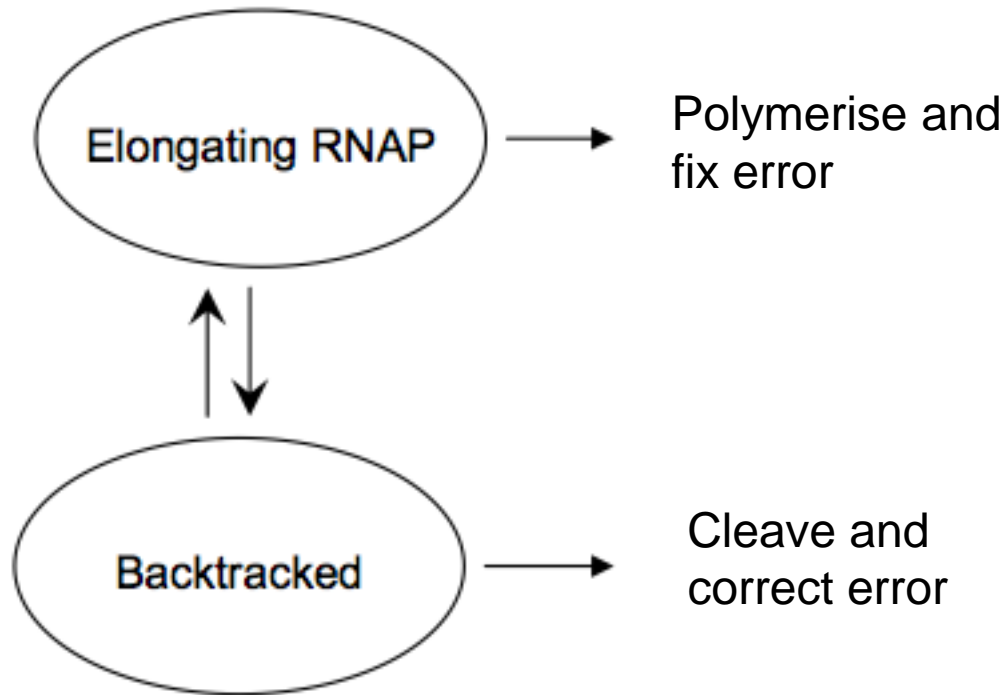 Elongating RNAP
Polymerise and
fix error
Backtracked
Cleave and
correct error